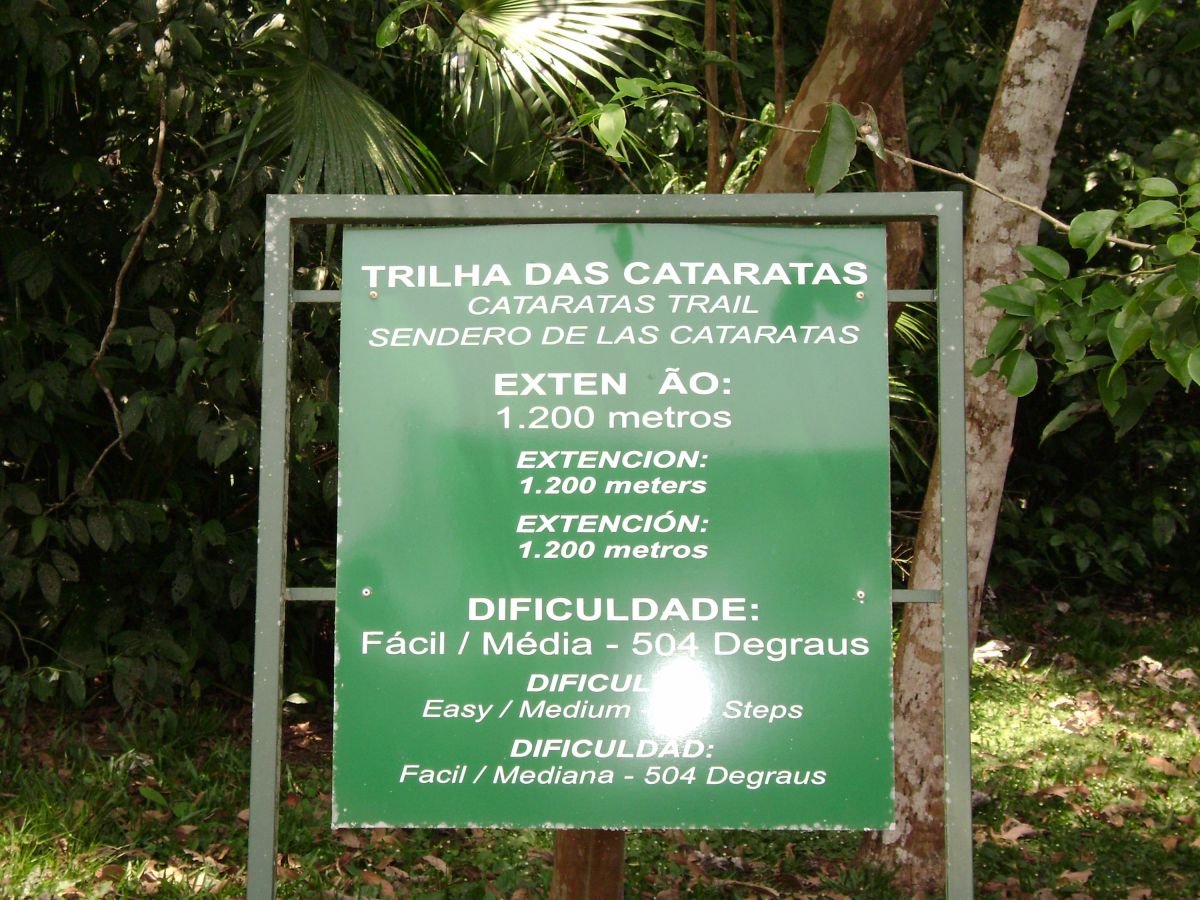 TRILHA DAS CATARATAS
CATARATAS TRAIL
SENDERO DE LAS CATARATAS
EXTEN ÃO:
1.200 metros
EXTENCION:
1.200 meters
EXTENCIÓN:
1.200 metros
DIFICULDADE:
Fácil / Média - 504 Degraus
Easy / Medium - Steps
DIFICULDAD:
Facil / Mediana - 504 Degraus